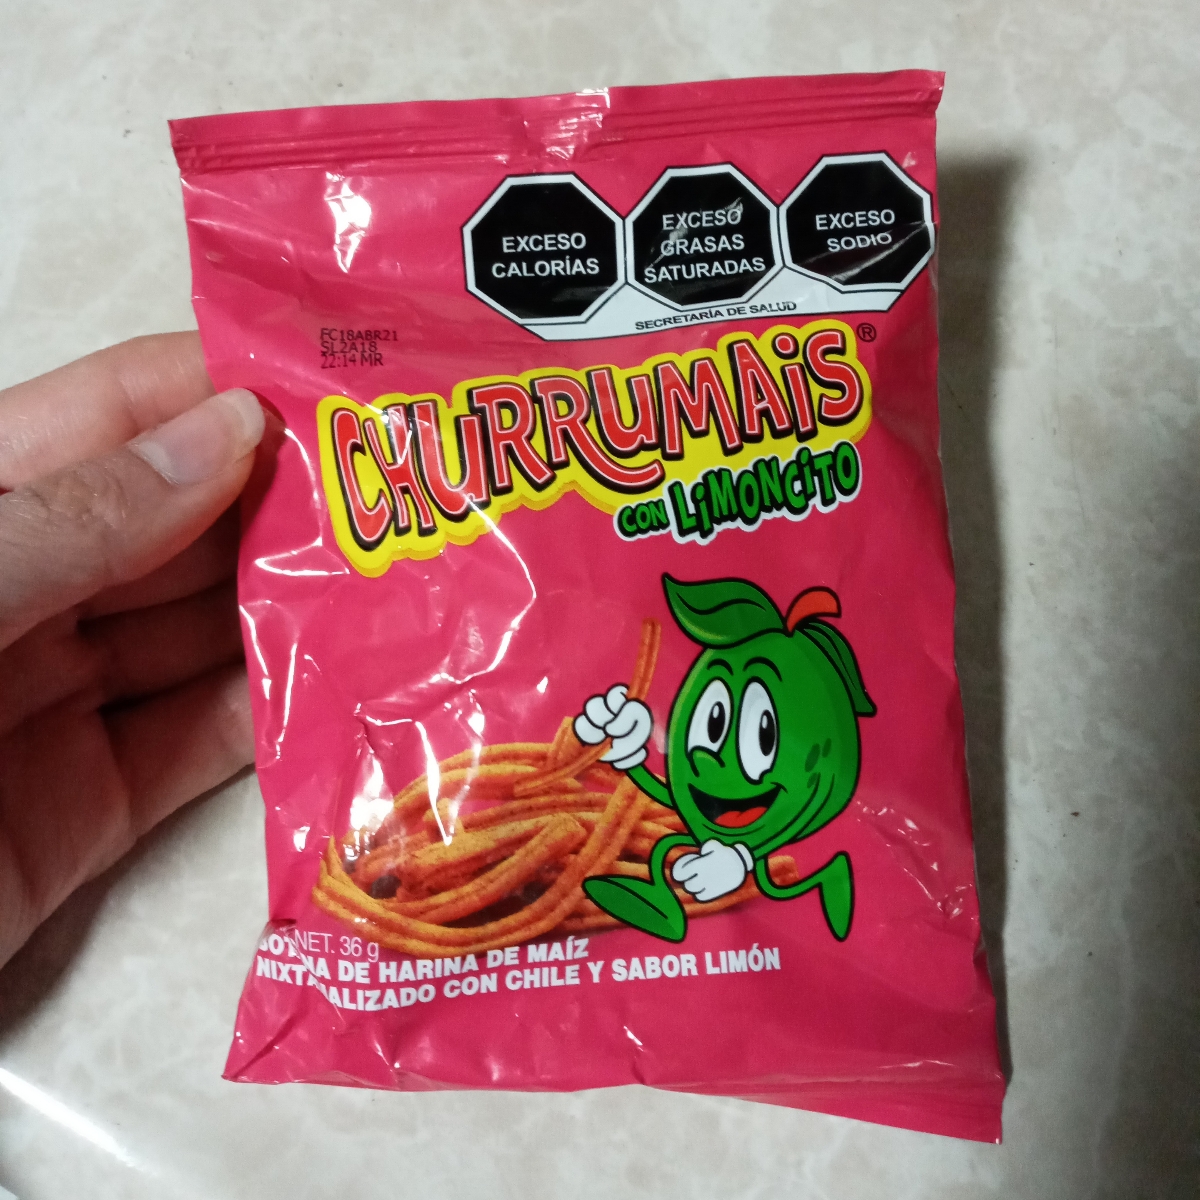 EXCESO
CALORÍAS
EXCESO
GRASAS
SATURADAS
EXCESO
SODIO
SECRETARÍA DE SALUD
FC18ABR21
SL2A18
22:14 MR
CHURRUMAiS®
CON LiMONCiTO
NET. 36 g
DE HARINA DE MAÍZ
CON CHILE Y SABOR LIMÓN